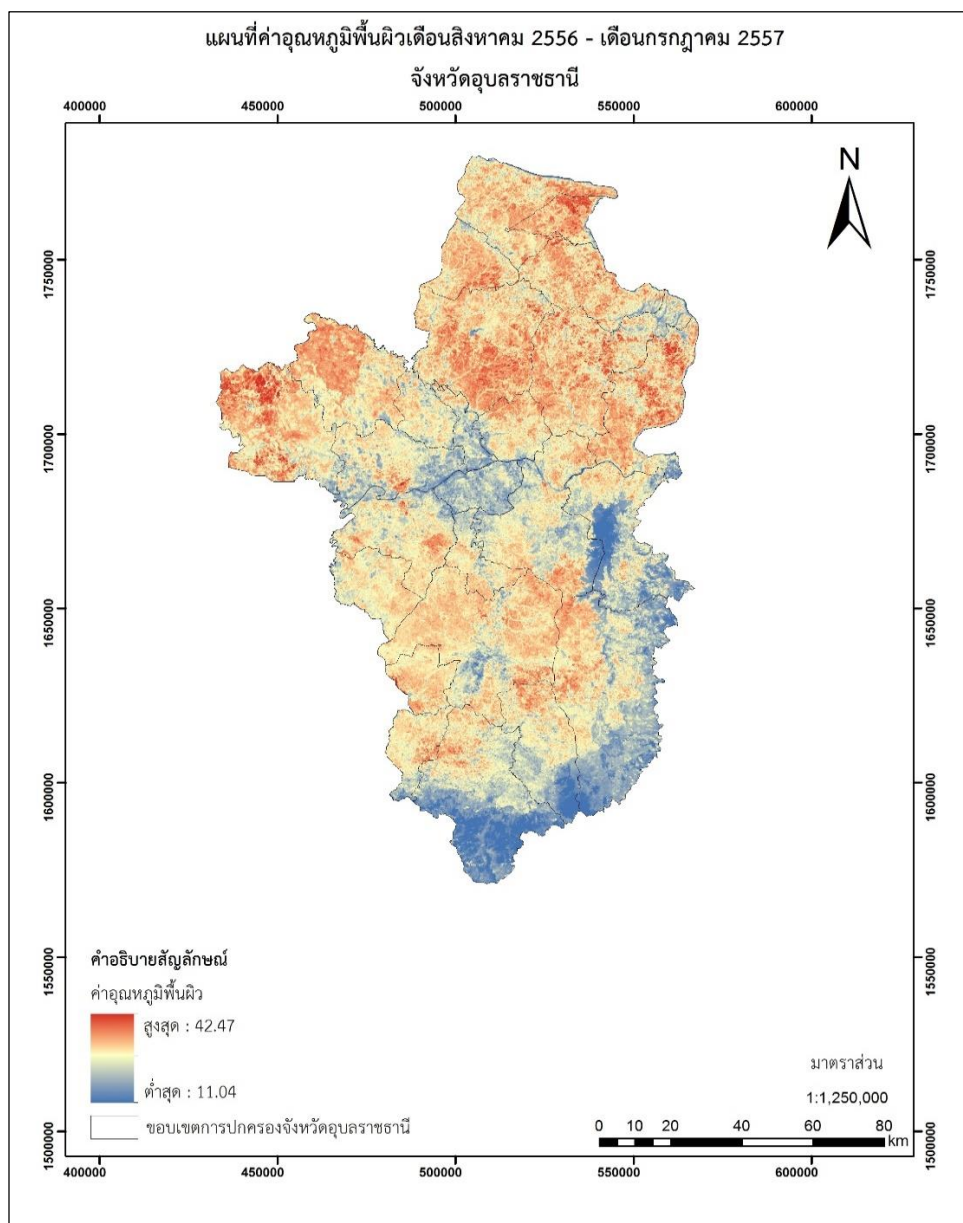 แผนที่ค่าอุณหภูมิพื้นผิวเดือนสิงหาคม 2556 - เดือนกรกฎาคม 2557
จังหวัดอุบลราชธานี
400000 450000 500000 550000 600000
N
1750000 1750000
1700000 1700000
1650000 1650000
1600000 1600000
1550000 1550000
1500000 1500000
คำอธิบายสัญลักษณ์
ค่าอุณหภูมิพื้นผิว
สูงสุด : 42.47
ต่ำสุด : 11.04
ขอบเขตการปกครองจังหวัดอุบลราชธานี
มาตราส่วน
1:1,250,000
0 10 20 40 60 80
km
400000 450000 500000 550000 600000